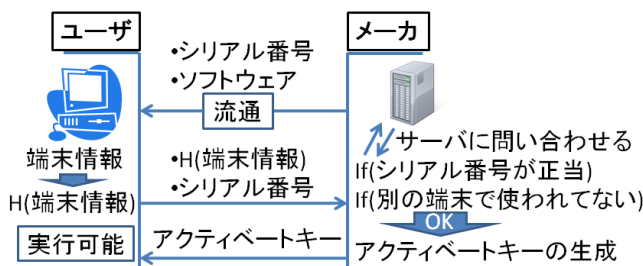 ユーザ
メーカ
•シリアル番号
•ソフトウェア
流通
サーバに問い合わせる
端末情報
•H(端末情報)
•シリアル番号
If(シリアル番号が正当)
If(別の端末で使われてない)
H(端末情報)
OK
実行可能
アクティベートキー
アクティベートキーの生成